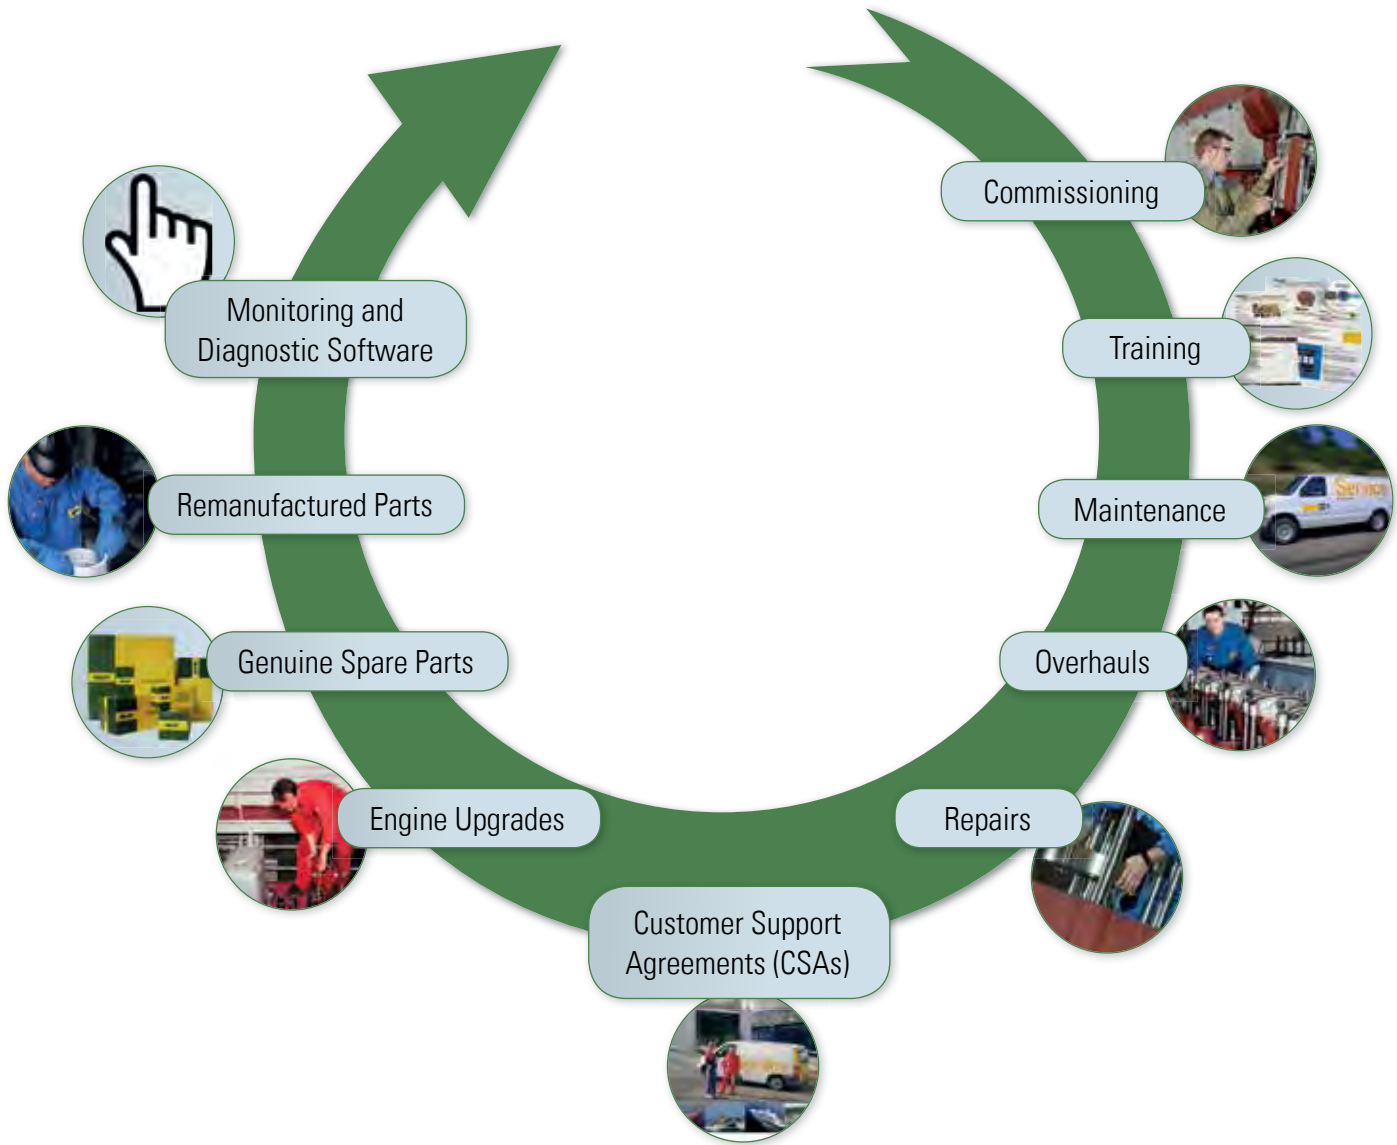 Commissioning
Training
Maintenance
Service
Overhauls
Repairs
Customer Support
Agreements (CSAs)
Engine Upgrades
Genuine Spare Parts
Remanufactured Parts
Monitoring and
Diagnostic Software